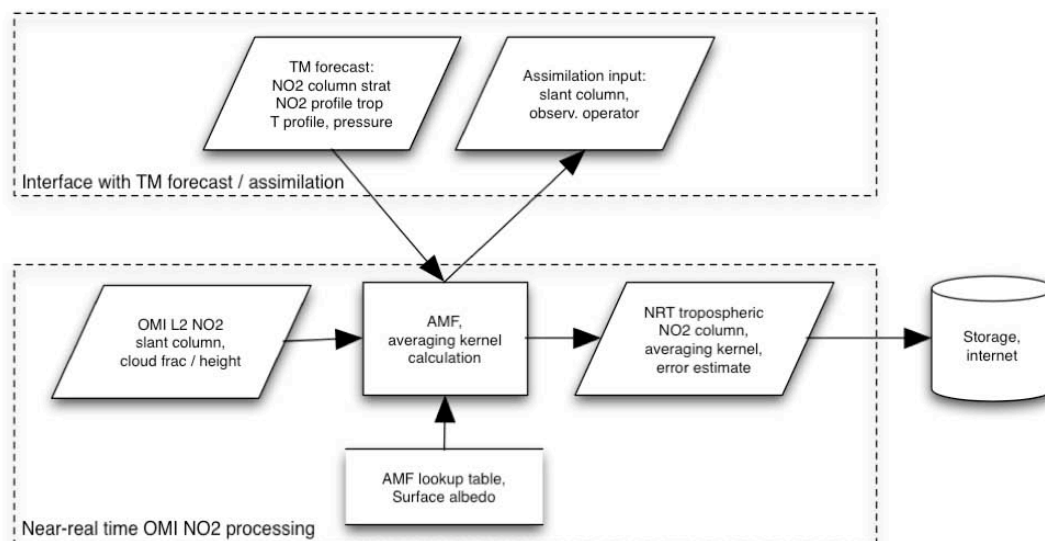 TM forecast:
NO2 column strat
NO2 profile trop
T profile, pressure
Assimilation input:
slant column,
observ. operator
Interface with TM forecast / assimilation
OMI L2 NO2
slant column,
cloud frac / height
AMF,
averaging kernel
calculation
NRT tropospheric
NO2 column,
averaging kernel,
error estimate
Storage,
internet
AMF lookup table,
Surface albedo
Near-real time OMI NO2 processing